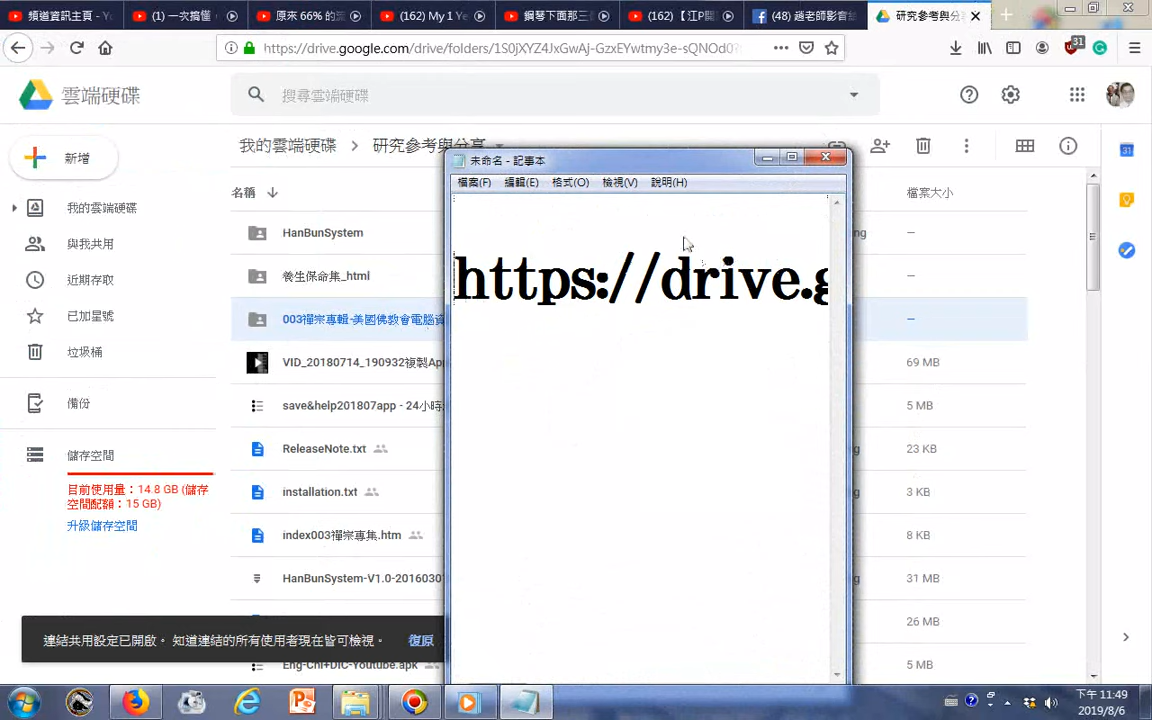 頻道資訊主頁 - Yo
(1) 一次搞懂
原來 66% 的流
(162) My 1 Ye
鋼琴下面那三
(162) 【江P開
(48) 趙老師影音
研究參考與分
https://drive.google.com/drive/folders/1S0jXYZ4JxGwAj-GzxEYwtmy3e-sQNOd0?
31
雲端硬碟
搜尋雲端硬碟
新增
我的雲端硬碟 > 研究參考與分享
名稱
檔案大小
我的雲端硬碟
與我共用
近期存取
已加星號
垃圾桶
備份
儲存空間
目前使用量：14.8 GB (儲存
空間配額：15 GB)
升級儲存空間
未命名 - 記事本
檔案(F) 編輯(E) 格式(O) 檢視(V) 說明(H)
https://drive.g
HanBunSystem
ng
–
養生保命集_html
–
003禪宗專輯-美國佛教會電腦資
–
VID_20180714_190932複製Ap
69 MB
save&help201807app - 24小時
5 MB
ReleaseNote.txt
ng
23 KB
installation.txt
ng
3 KB
index003禪宗專集.htm
ng
8 KB
HanBunSystem-V1.0-2016030
ng
31 MB
ng
26 MB
Eng-Chi+DIC-Youtube.apk
5 MB
連結共用設定已開啟。 知道連結的所有使用者現在皆可檢視。 復原
31
下午 11:49
2019/8/6